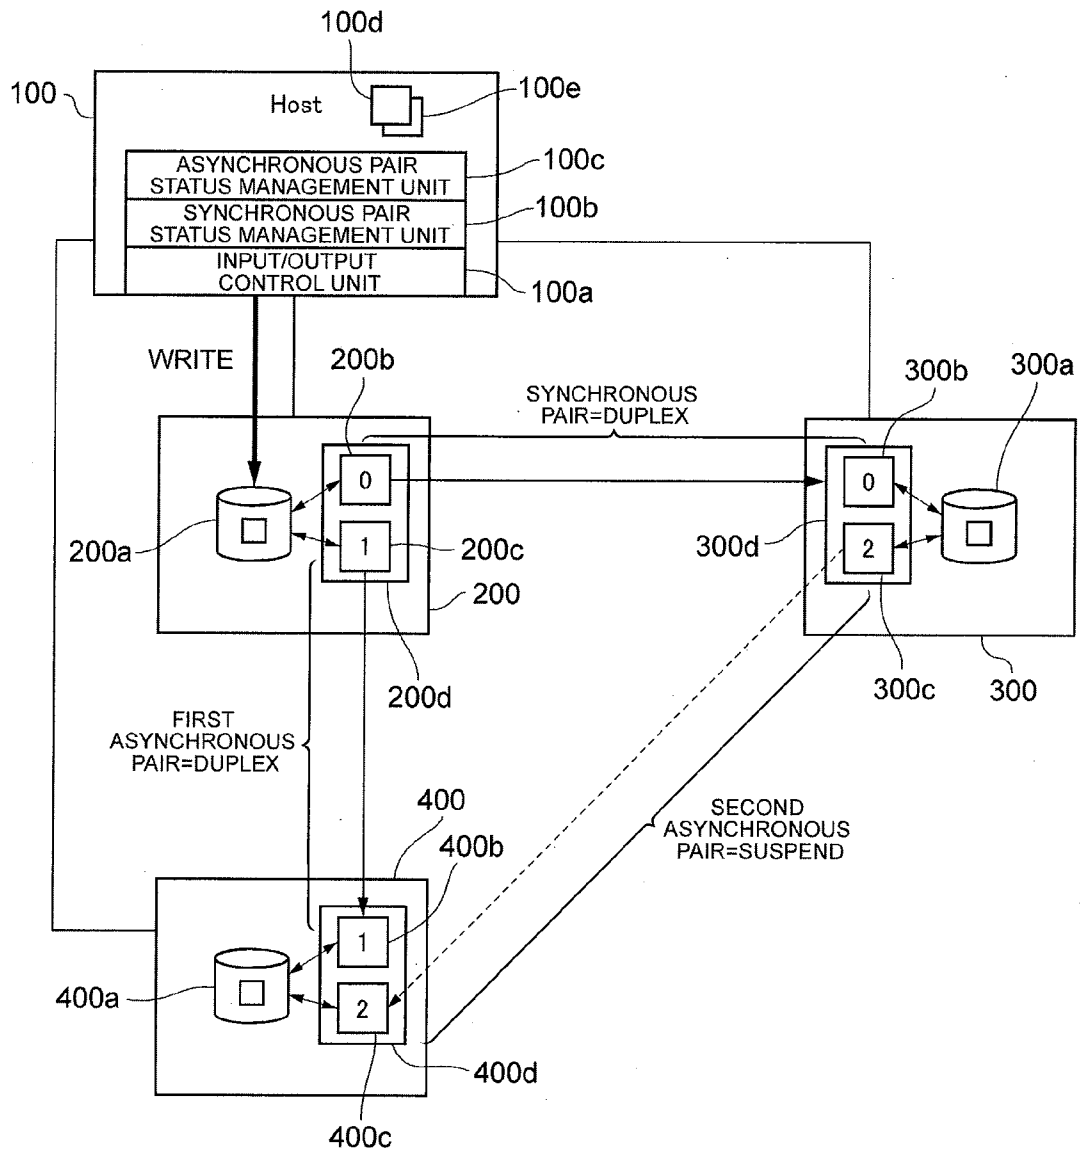 100d
100
Host
100e
ASYNCHRONOUS PAIR
STATUS MANAGEMENT UNIT
100c
SYNCHRONOUS PAIR
STATUS MANAGEMENT UNIT
100b
INPUT/OUTPUT
CONTROL UNIT
100a
WRITE
200b
SYNCHRONOUS
PAIR=DUPLEX
300b
300a
0
0
200a
1
200c
300d
2
200
200d
300c
300
FIRST
ASYNCHRONOUS
PAIR=DUPLEX
SECOND
ASYNCHRONOUS
PAIR=SUSPEND
400
400b
1
400a
2
400d
400c